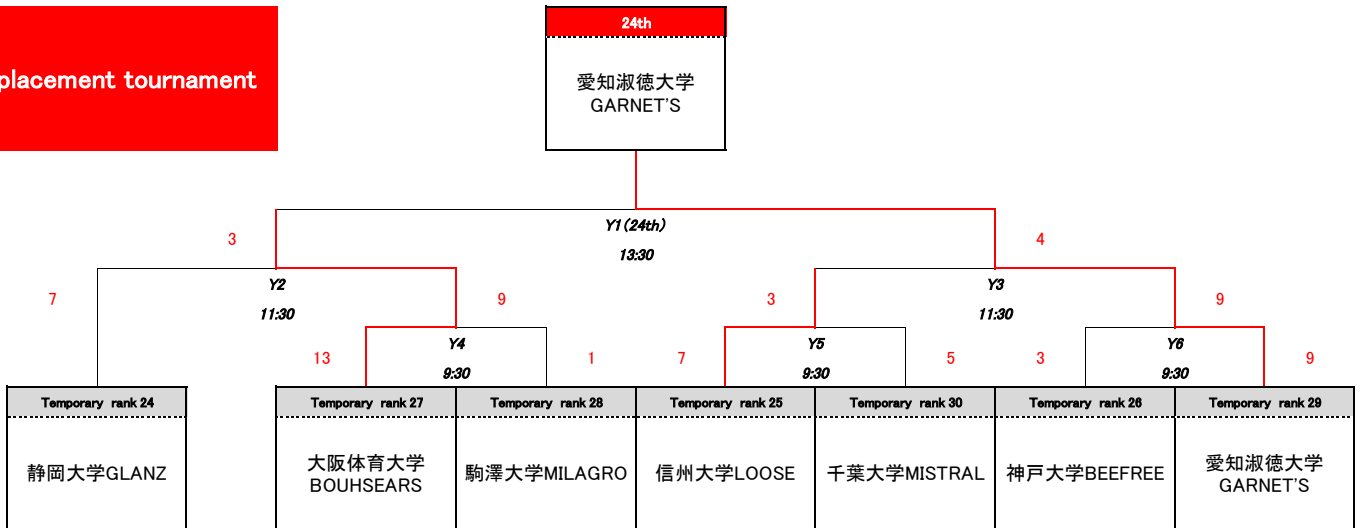 24th
placement tournament
愛知淑徳大学
GARNET'S
Y1(24th)
3
4
13:30
Y2
Y3
7
9
3
9
11:30
11:30
Y4
Y5
Y6
13
1
7
5
3
9
9:30
9:30
9:30
Temporary rank 24
Temporary rank 27
Temporary rank 28
Temporary rank 25
Temporary rank 30
Temporary rank 26
Temporary rank 29
静岡大学GLANZ
大阪体育大学
BOUHSEARS
駒澤大学MILAGRO
信州大学LOOSE
千葉大学MISTRAL
神戸大学BEEFREE
愛知淑徳大学
GARNET'S